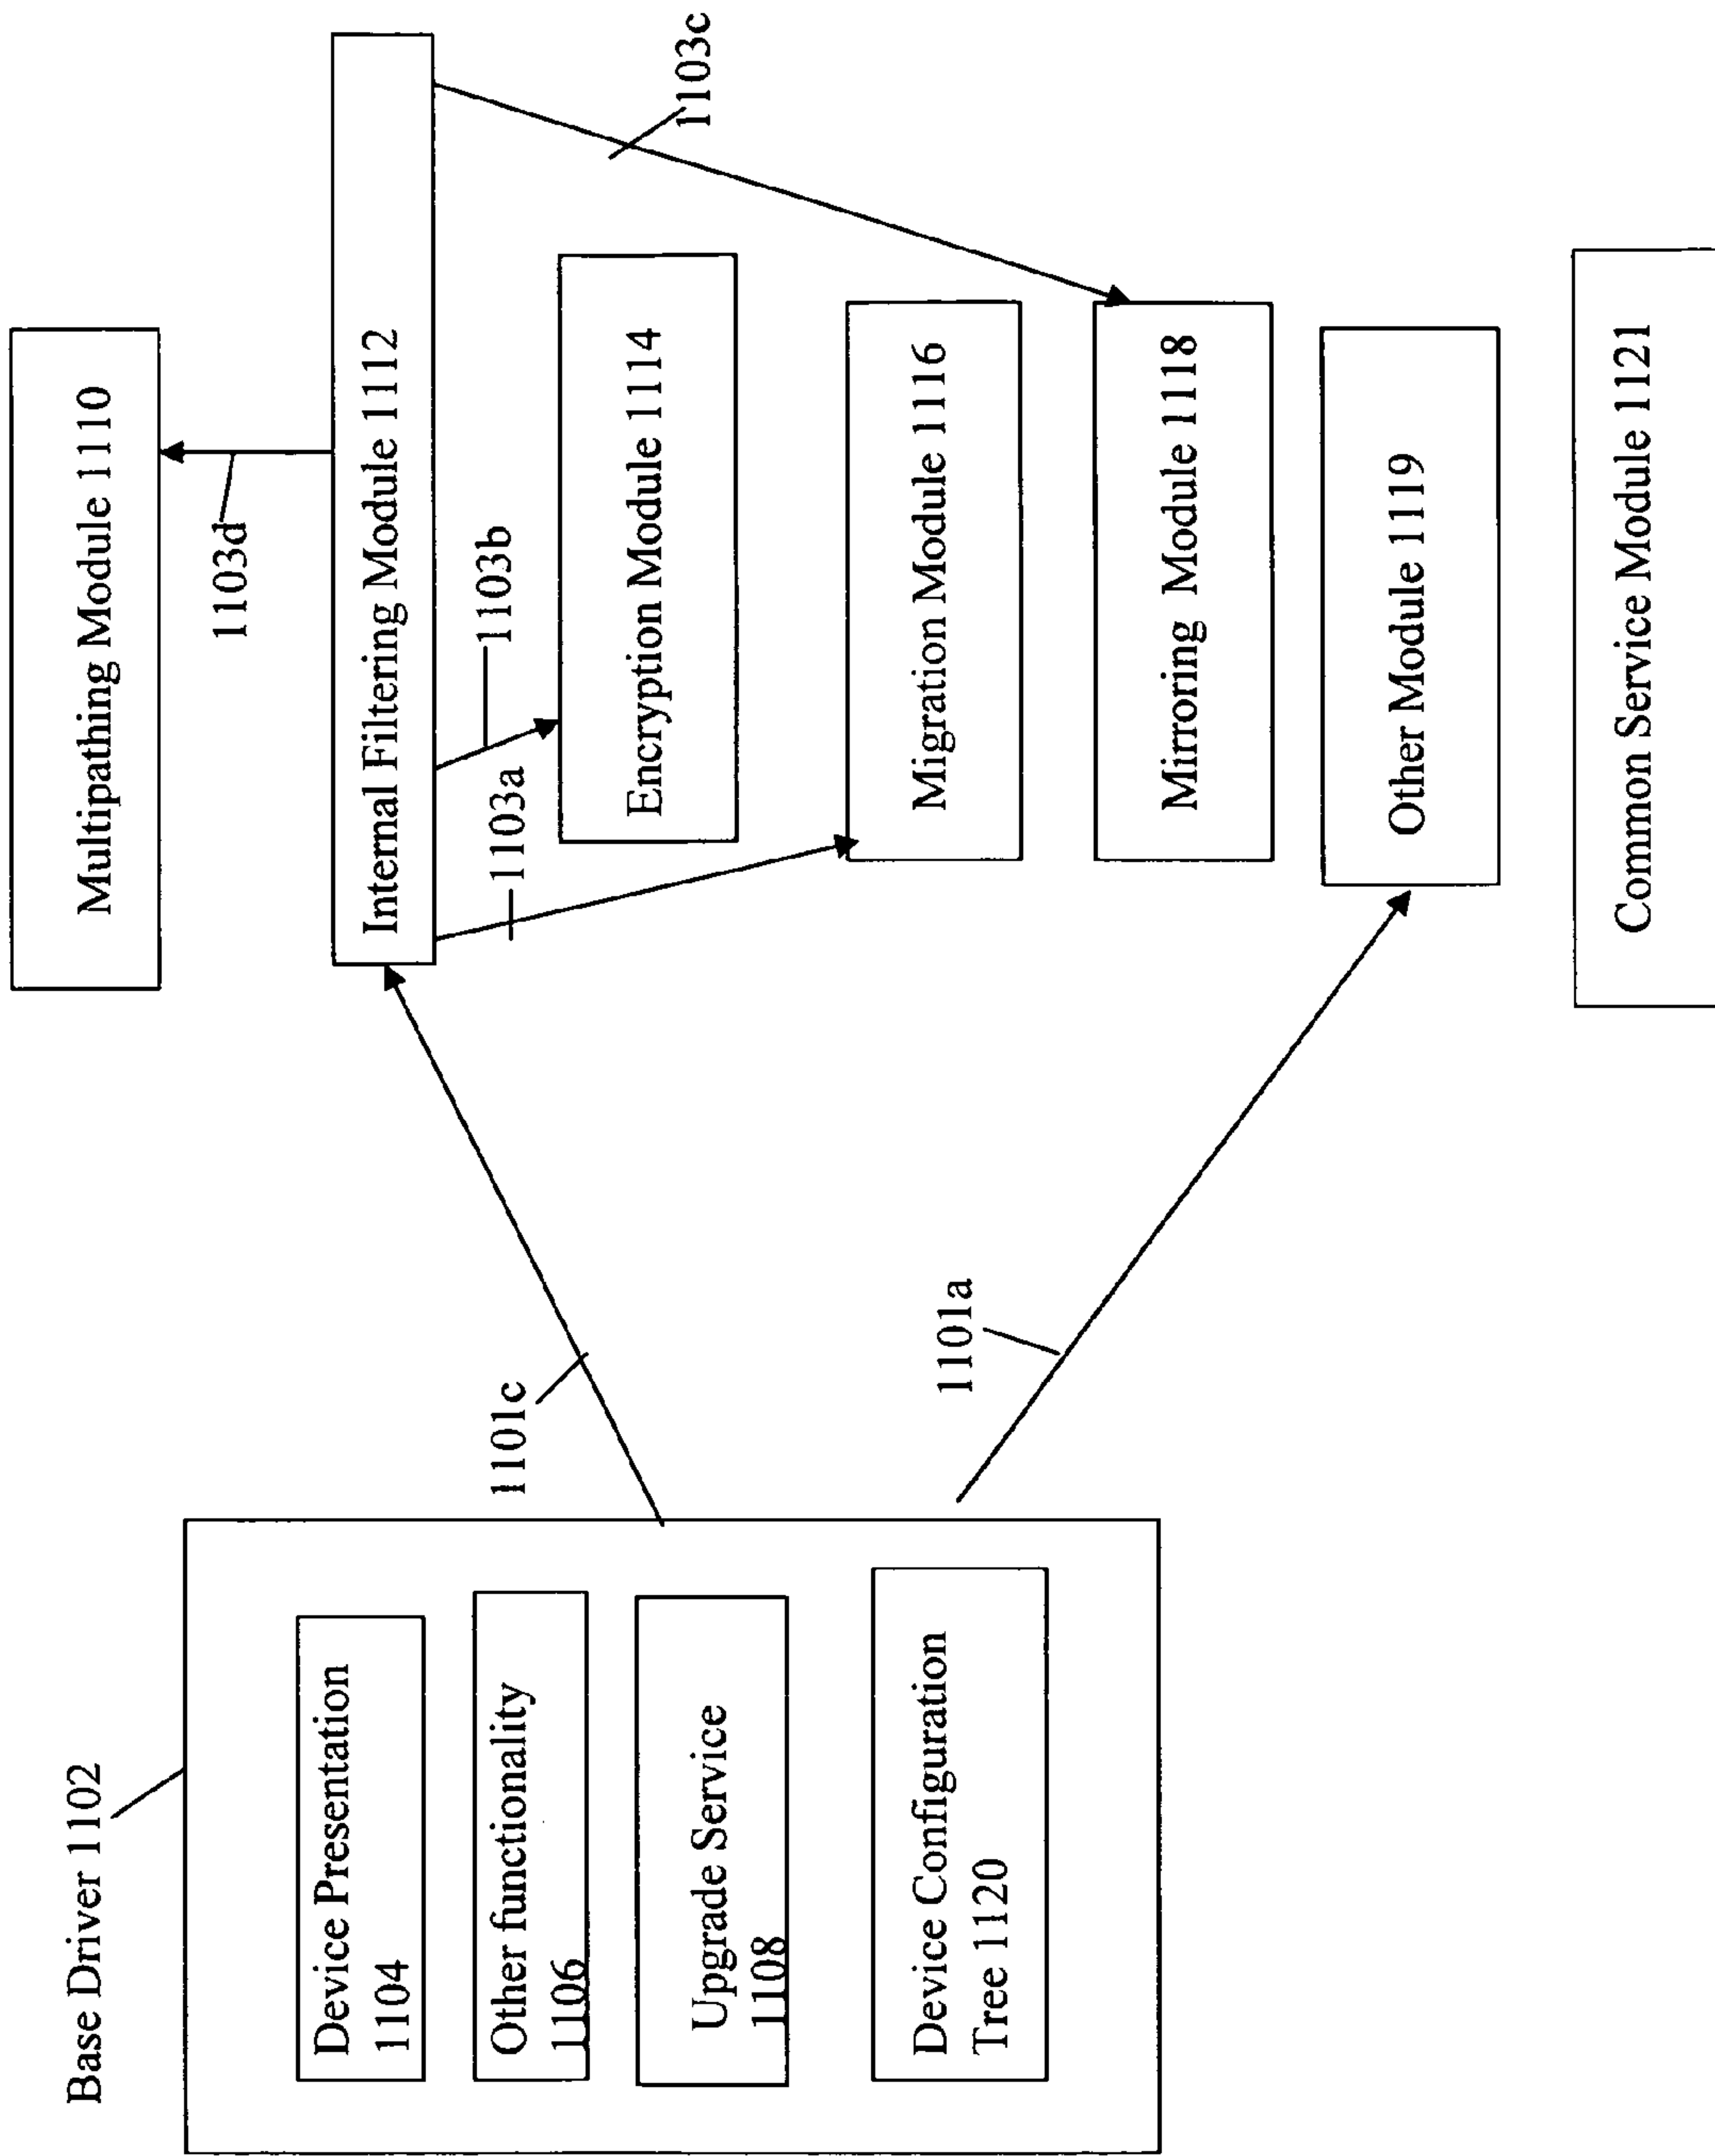 Base Driver 1102
Device Presentation
1104
Other functionality
1106
Upgrade Service
1108
Device Configuration
Tree 1120
1101c
1101a
Multipathing Module 1110
1103d
Internal Filtering Module 1112
1103a
1103b
1103c
Encryption Module 1114
Migration Module 1116
Mirroring Module 1118
Other Module 1119
Common Service Module 1121